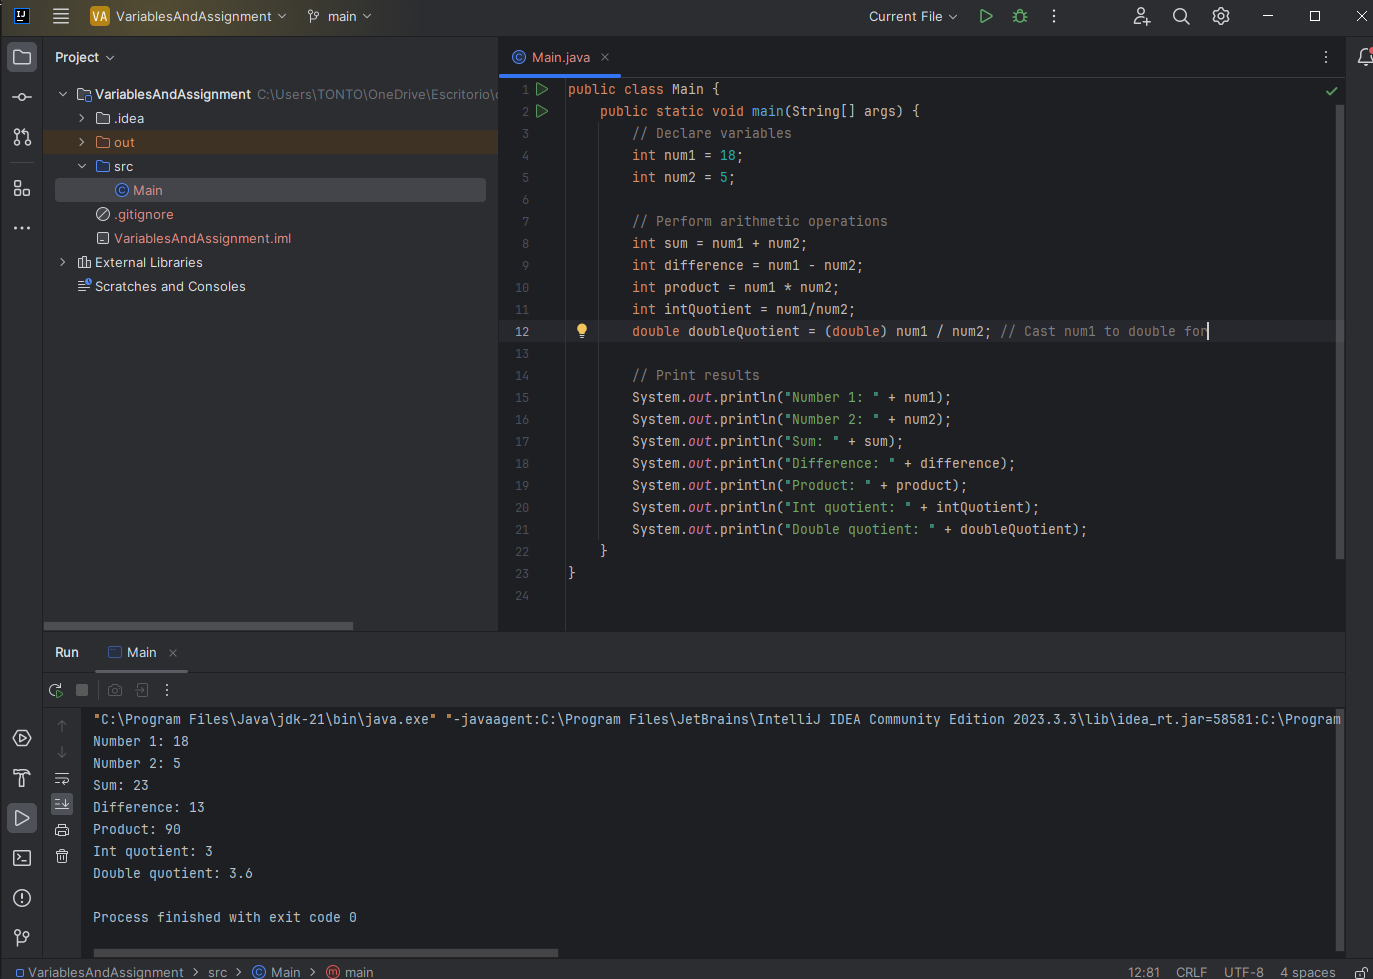 VA VariablesAndAssignment main Current File
Project
Main.java
VariablesAndAssignment C:\Users\TONTO\OneDrive\Escritorio\
.idea
out
src
Main
.gitignore
VariablesAndAssignment.iml
External Libraries
Scratches and Consoles
1 public class Main {
2 public static void main(String[] args) {
3 // Declare variables
4 int num1 = 18;
5 int num2 = 5;
6
7 // Perform arithmetic operations
8 int sum = num1 + num2;
9 int difference = num1 - num2;
10 int product = num1 * num2;
11 int intQuotient = num1/num2;
12 double doubleQuotient = (double) num1 / num2; // Cast num1 to double for
13
14 // Print results
15 System.out.println("Number 1: " + num1);
16 System.out.println("Number 2: " + num2);
17 System.out.println("Sum: " + sum);
18 System.out.println("Difference: " + difference);
19 System.out.println("Product: " + product);
20 System.out.println("Int quotient: " + intQuotient);
21 System.out.println("Double quotient: " + doubleQuotient);
22 }
23 }
24
Run Main
"C:\Program Files\Java\jdk-21\bin\java.exe" "-javaagent:C:\Program Files\JetBrains\IntelliJ IDEA Community Edition 2023.3.3\lib\idea_rt.jar=58581:C:\Program
Number 1: 18
Number 2: 5
Sum: 23
Difference: 13
Product: 90
Int quotient: 3
Double quotient: 3.6
Process finished with exit code 0
VariablesAndAssignment > src > Main > main 12:81 CRLF UTF-8 4 spaces